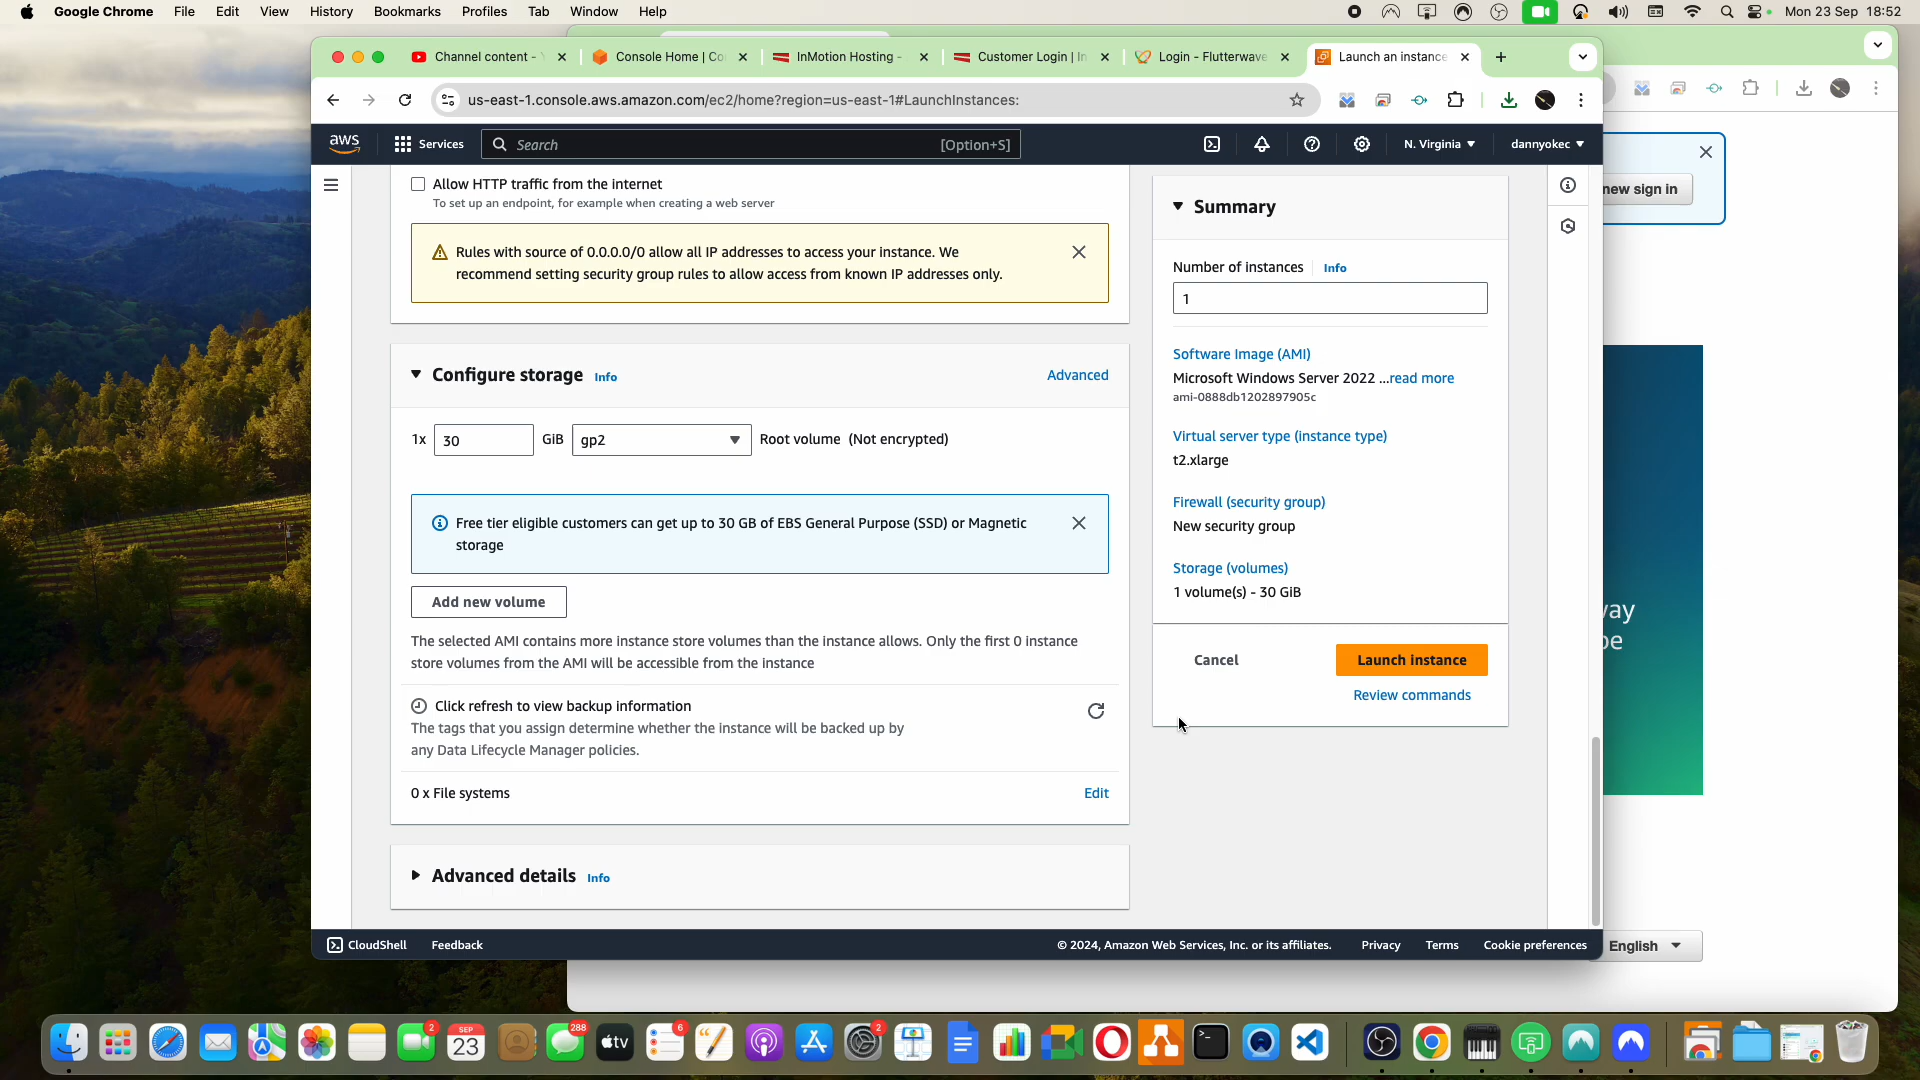 Google Chrome File Edit View History Bookmarks Profiles Tab Window Help
Mon 23 Sep 18:52
Channel content -
Console Home | Co
InMotion Hosting -
Customer Login | In
Login - Flutterwave
Launch an instance
us-east-1.console.aws.amazon.com/ec2/home?region=us-east-1#LaunchInstances:
aws
Services
Search
[Option+S]
N. Virginia
dannyokec
new sign in
Allow HTTP traffic from the internet
To set up an endpoint, for example when creating a web server
Rules with source of 0.0.0.0/0 allow all IP addresses to access your instance. We
recommend setting security group rules to allow access from known IP addresses only.
Configure storage Info
Advanced
1x 30 GiB gp2 Root volume (Not encrypted)
Free tier eligible customers can get up to 30 GB of EBS General Purpose (SSD) or Magnetic
storage
Add new volume
The selected AMI contains more instance store volumes than the instance allows. Only the first 0 instance
store volumes from the AMI will be accessible from the instance
Click refresh to view backup information
The tags that you assign determine whether the instance will be backed up by
any Data Lifecycle Manager policies.
0 x File systems
Edit
Advanced details Info
Summary
Number of instances Info
1
Software Image (AMI)
Microsoft Windows Server 2022 ...read more
ami-0888db1202897905c
Virtual server type (instance type)
t2.xlarge
Firewall (security group)
New security group
Storage (volumes)
1 volume(s) - 30 GiB
Cancel
Launch instance
Review commands
CloudShell Feedback
© 2024, Amazon Web Services, Inc. or its affiliates. Privacy Terms Cookie preferences
English
2
SEP
23
288
tv
6
2